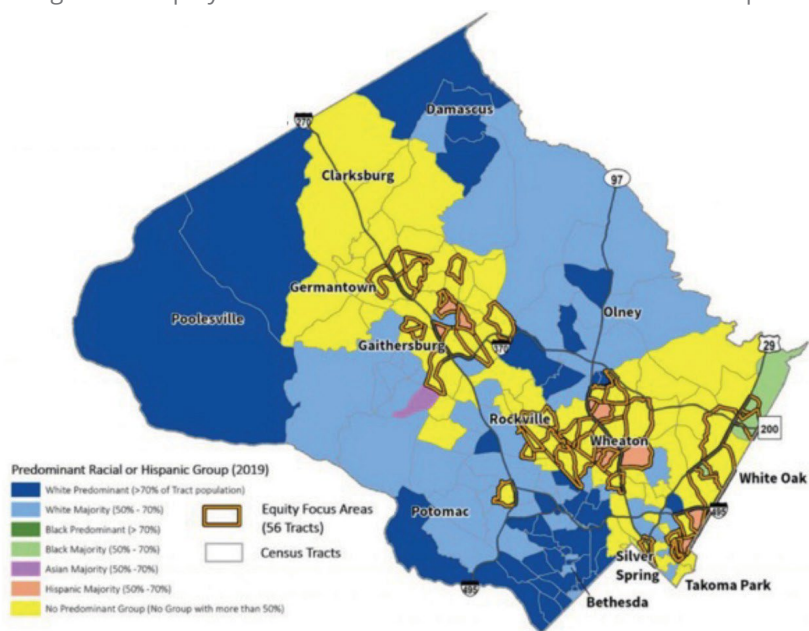 Damascus
270
Clarksburg
97
Germantown
Poolesville
Olney
29
Gaithersburg
370
200
Rockville
Wheaton
White Oak
Predominant Racial or Hispanic Group (2019)
White Predominant (>70% of Tract population)
White Majority (50% - 70%)
Black Predominant (> 70%)
Black Majority (50% - 70%)
Asian Majority (50% -70%)
Hispanic Majority (50% -70%)
No Predominant Group (No Group with more than 50%)
Equity Focus Areas
(56 Tracts)
Census Tracts
Potomac
495
Silver
Spring
Takoma Park
495
Bethesda